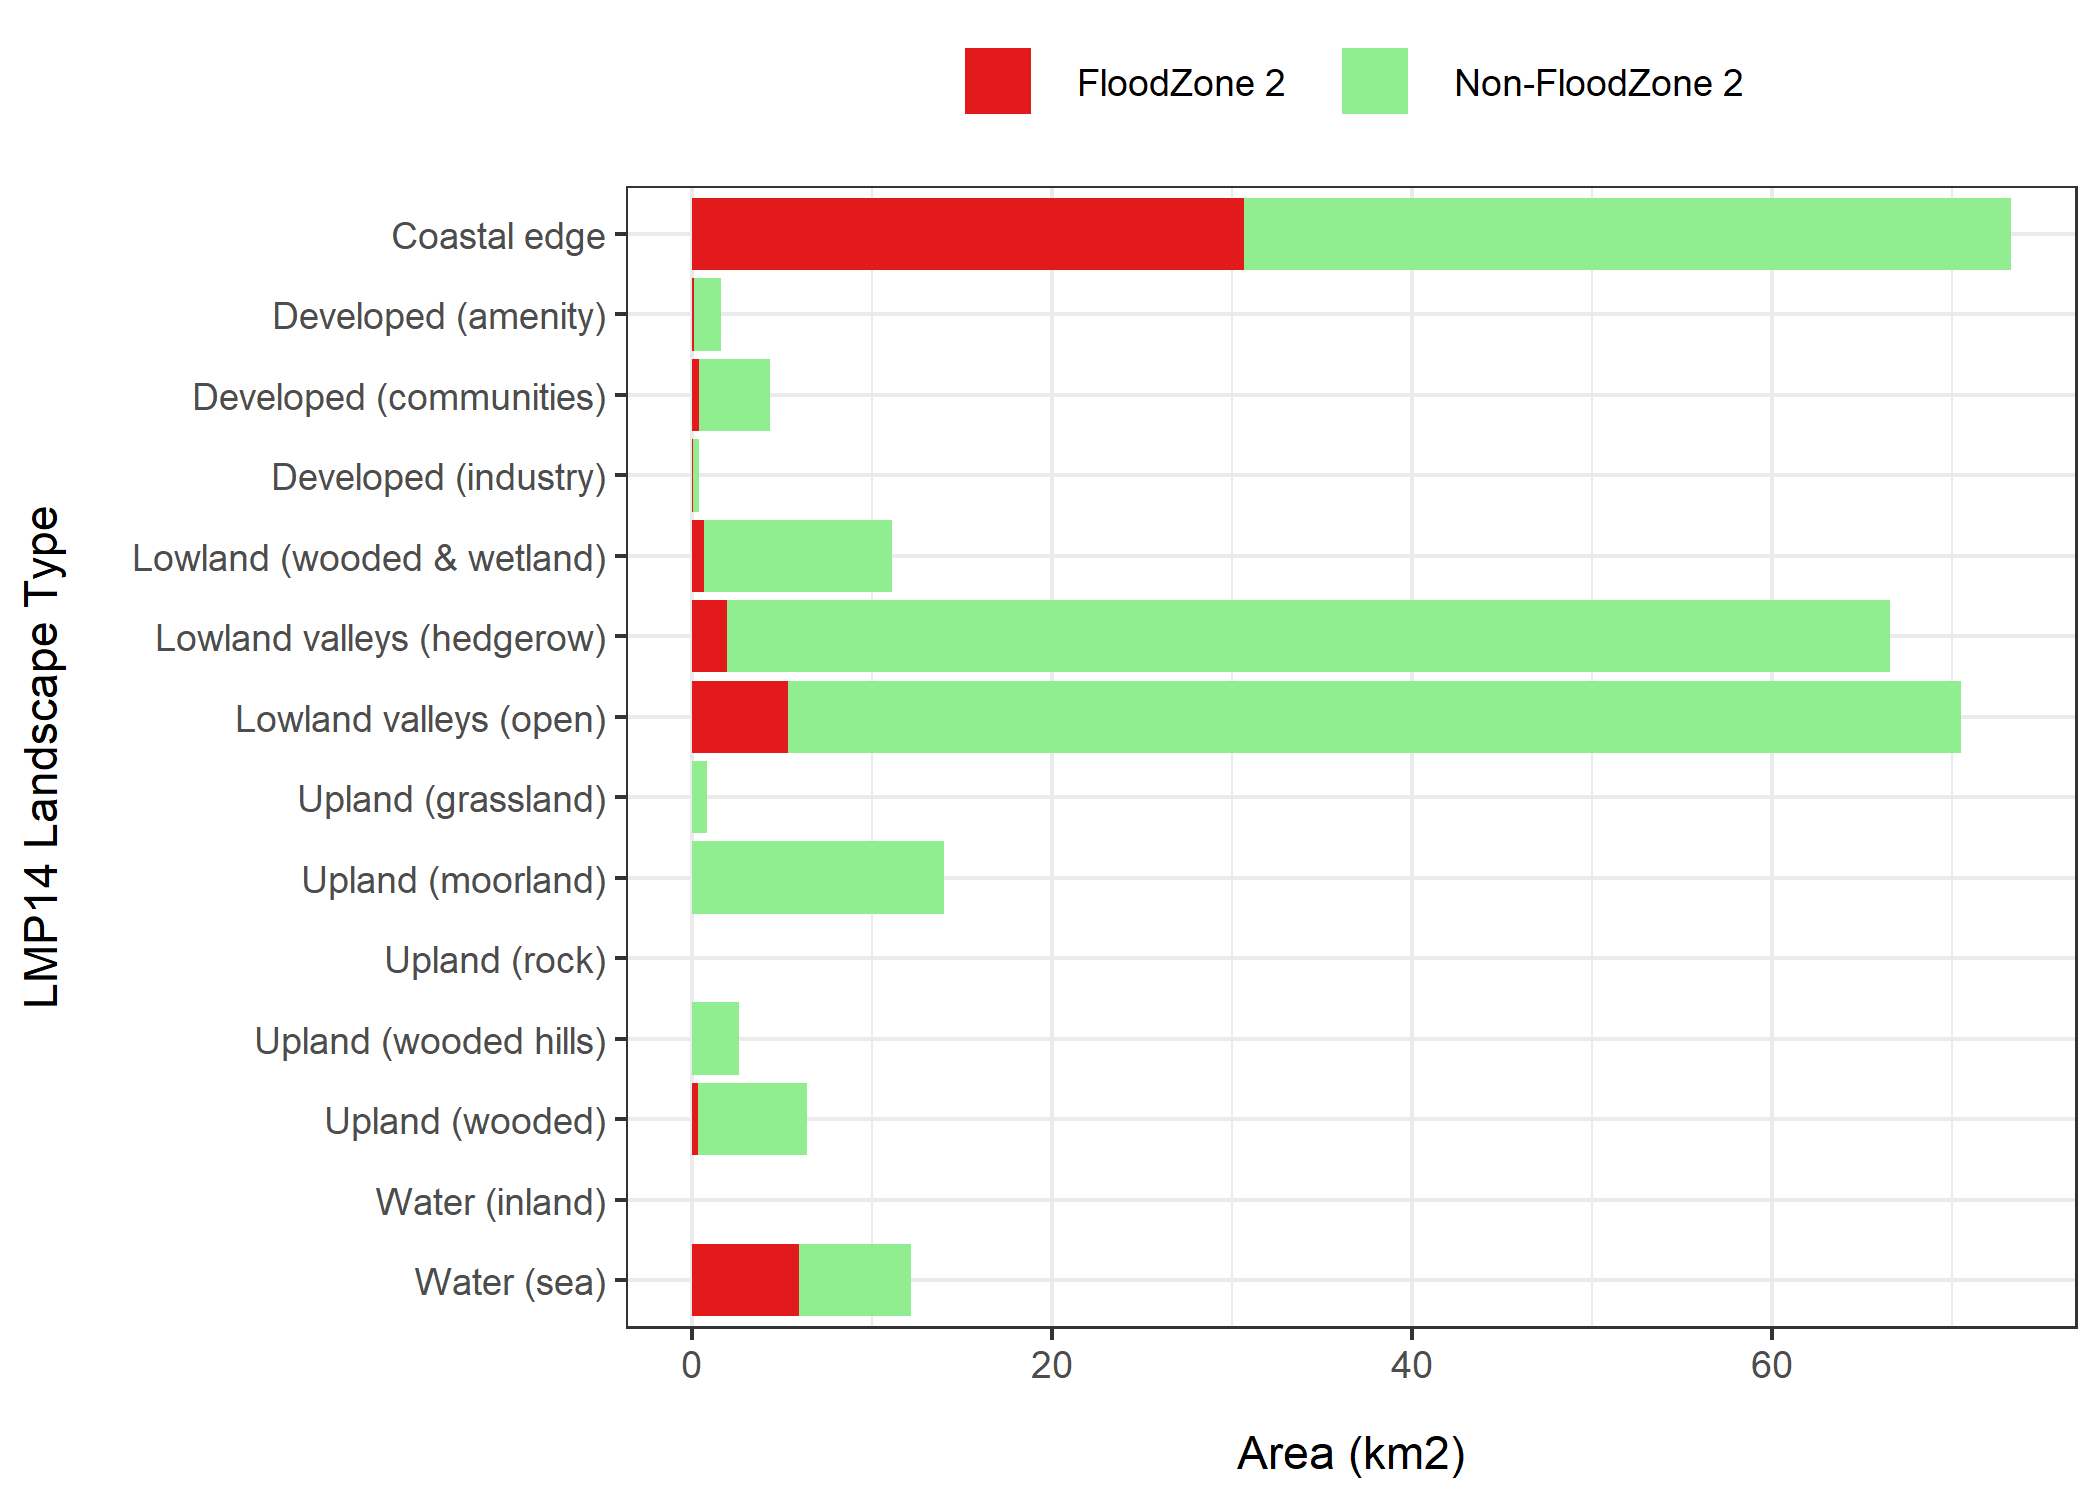 FloodZone 2
Non-FloodZone 2
Coastal edge
Developed (amenity)
Developed (communities)
Developed (industry)
Lowland (wooded & wetland)
Lowland valleys (hedgerow)
Lowland valleys (open)
Upland (grassland)
Upland (moorland)
Upland (rock)
Upland (wooded hills)
Upland (wooded)
Water (inland)
Water (sea)
LMP14 Landscape Type
0
20
40
60
Area (km2)